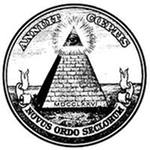 ANNUIT CŒPTIS
MDCCLXXVI
NOVUS ORDO SECLORUM